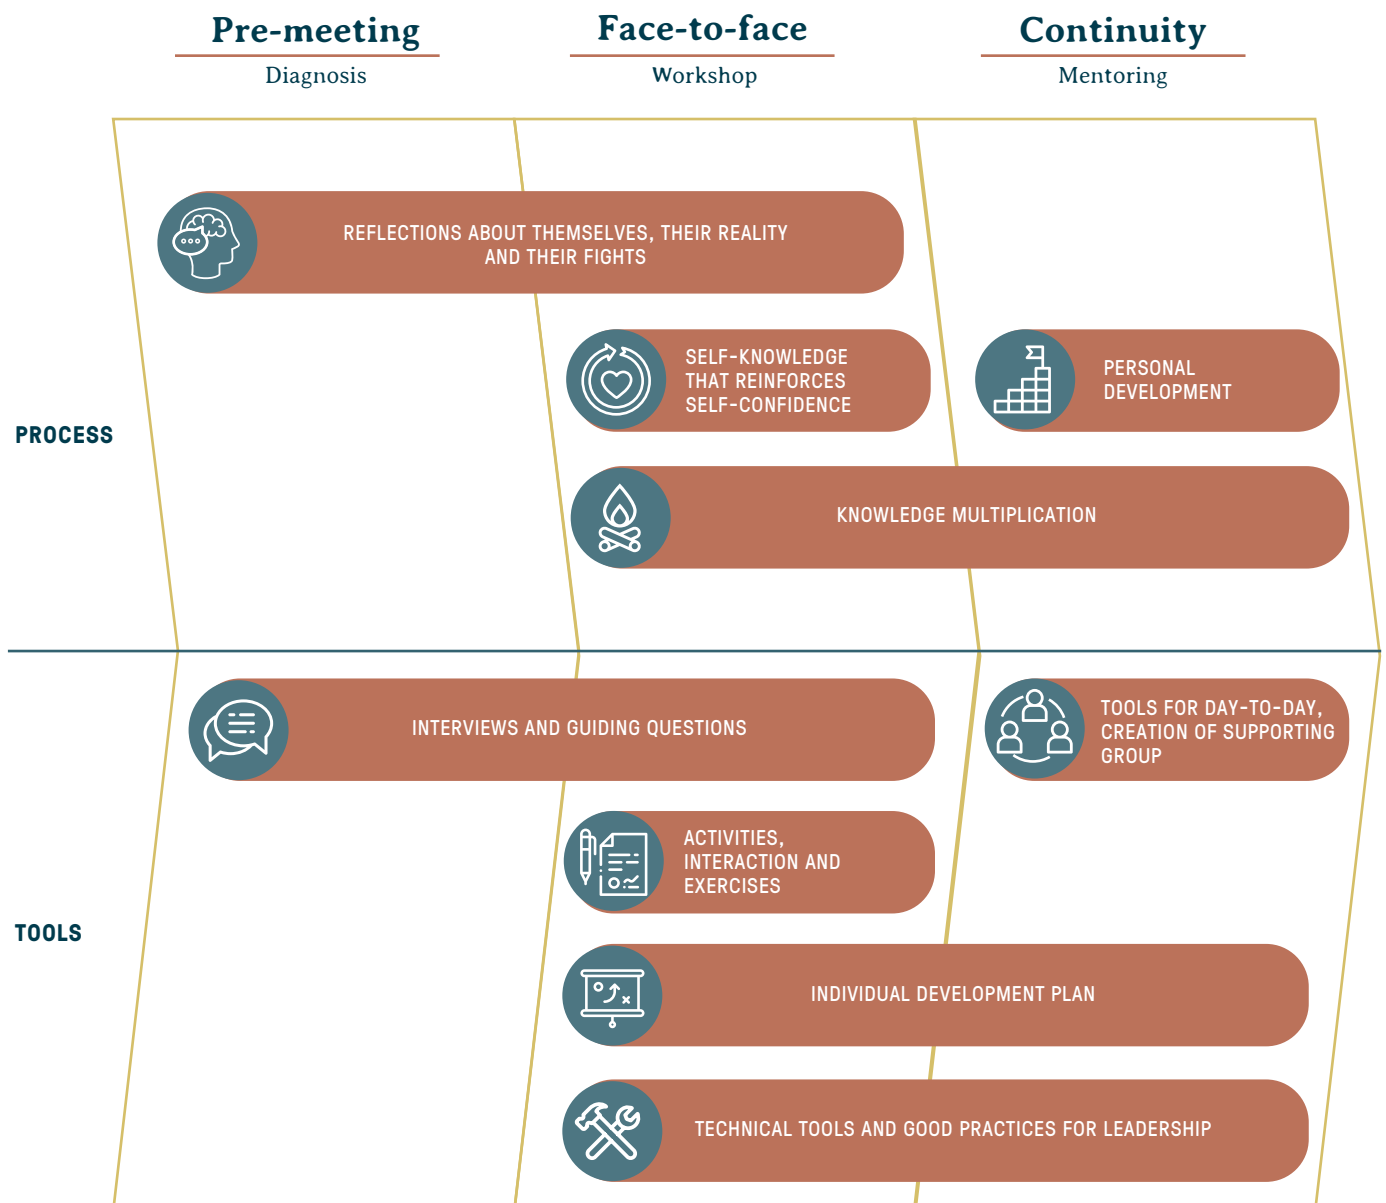 Pre-meeting
Diagnosis
Face-to-face
Workshop
Continuity
Mentoring
PROCESS
REFLECTIONS ABOUT THEMSELVES, THEIR REALITY
AND THEIR FIGHTS
SELF-KNOWLEDGE
THAT REINFORCES
SELF-CONFIDENCE
PERSONAL
DEVELOPMENT
KNOWLEDGE MULTIPLICATION
TOOLS
INTERVIEWS AND GUIDING QUESTIONS
TOOLS FOR DAY-TO-DAY,
CREATION OF SUPPORTING
GROUP
ACTIVITIES,
INTERACTION AND
EXERCISES
INDIVIDUAL DEVELOPMENT PLAN
TECHNICAL TOOLS AND GOOD PRACTICES FOR LEADERSHIP